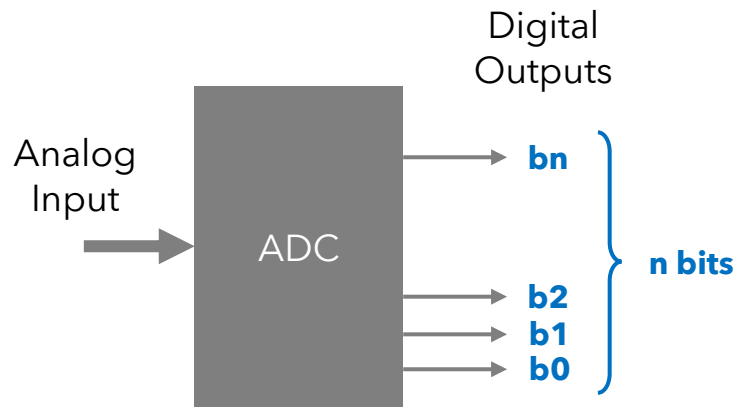 Digital
Outputs
Analog
Input
ADC
bn
n bits
b2
b1
b0